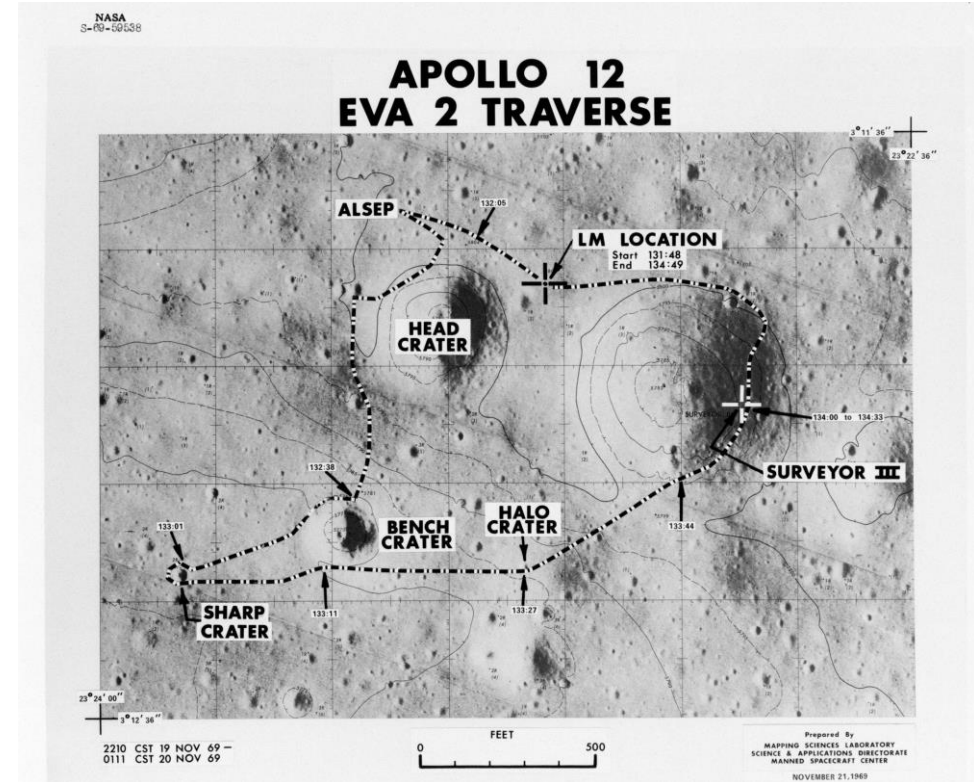 NASA
S-69-59538
APOLLO 12
EVA 2 TRAVERSE
3° 11' 36"
23° 22' 36"
ALSEP
132:05
LM LOCATION
Start 131:48
End 134:49
HEAD
CRATER
134:00 to 134:33
SURVEYOR III
132:38
BENCH
CRATER
HALO
CRATER
133:44
133:01
133:11
133:27
SHARP
CRATER
23° 24' 00"
3° 12' 36"
2210 CST 19 NOV 69 —
0111 CST 20 NOV 69
FEET
0 500
Prepared By
MAPPING SCIENCES LABORATORY
SCIENCE & APPLICATIONS DIRECTORATE
MANNED SPACECRAFT CENTER
NOVEMBER 21,1969